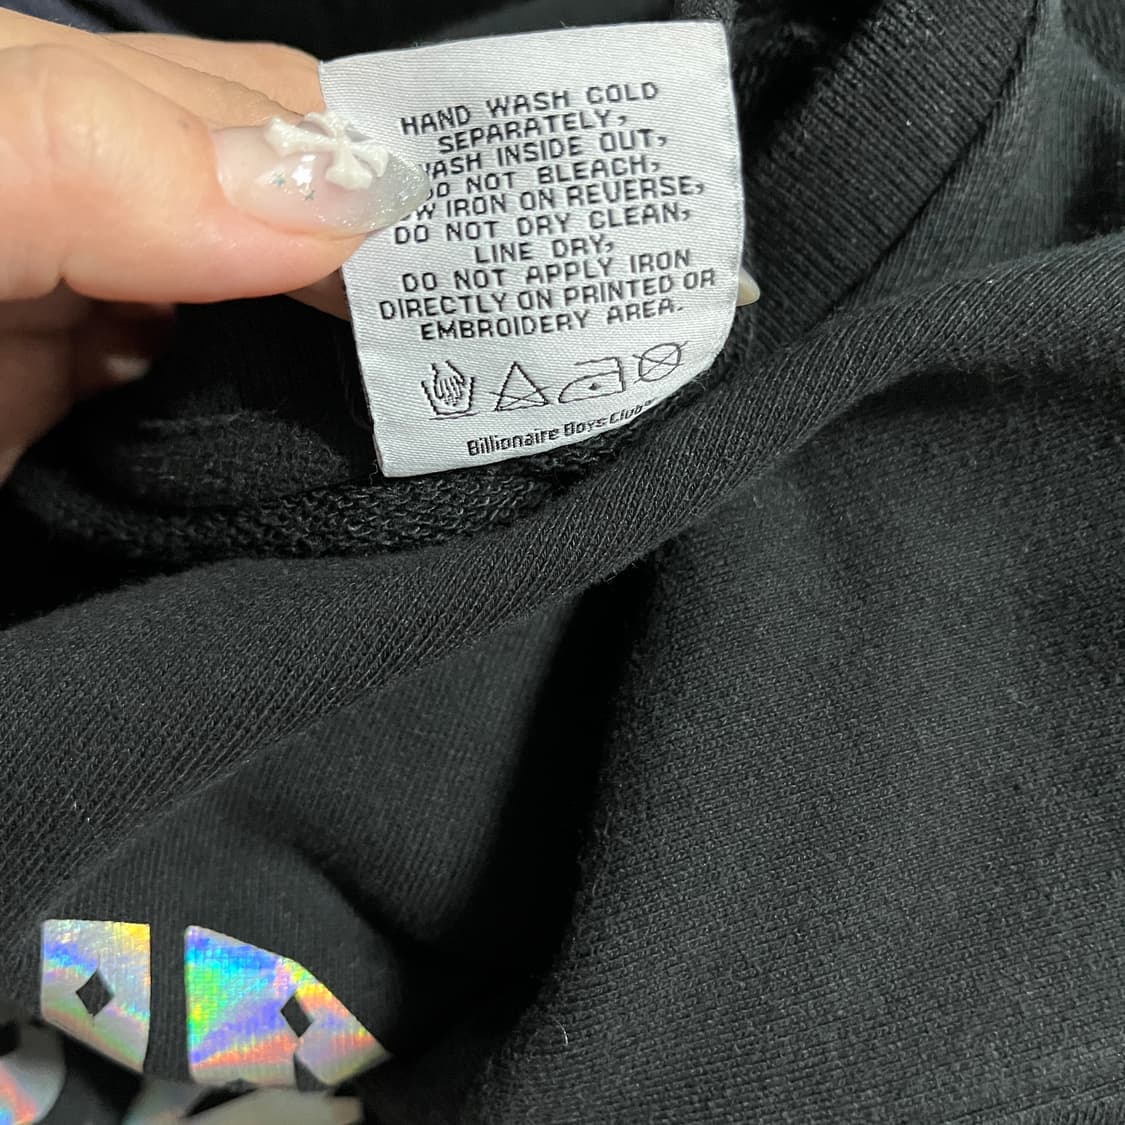 HAND WASH COLD
SEPARATELY,
WASH INSIDE OUT,
DO NOT BLEACH,
IRON ON REVERSE,
DO NOT DRY CLEAN,
LINE DRY,
DO NOT APPLY IRON
DIRECTLY ON PRINTED OR
EMBROIDERY AREA.
Billionaire Boys Club